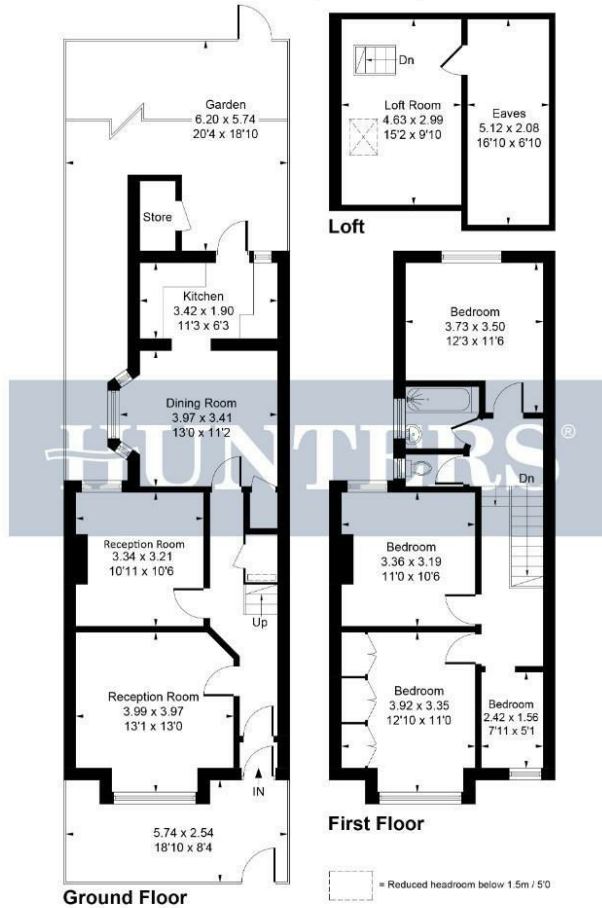 Garden
6.20 x 5.74
20'4 x 18'10
Store
Kitchen
3.42 x 1.90
11'3 x 6'3
Dining Room
3.97 x 3.41
13'0 x 11'2
Reception Room
3.34 x 3.21
10'11 x 10'6
Up
Reception Room
3.99 x 3.97
13'1 x 13'0
IN
5.74 x 2.54
18'10 x 8'4
Ground Floor
Dn
Loft Room
4.63 x 2.99
15'2 x 9'10
Eaves
5.12 x 2.08
16'10 x 6'10
Loft
Bedroom
3.73 x 3.50
12'3 x 11'6
Dn
Bedroom
3.36 x 3.19
11'0 x 10'6
Bedroom
3.92 x 3.35
12'10 x 11'0
Bedroom
2.42 x 1.56
7'11 x 5'1
First Floor
= Reduced headroom below 1.5m / 5'0
HUNTERS®